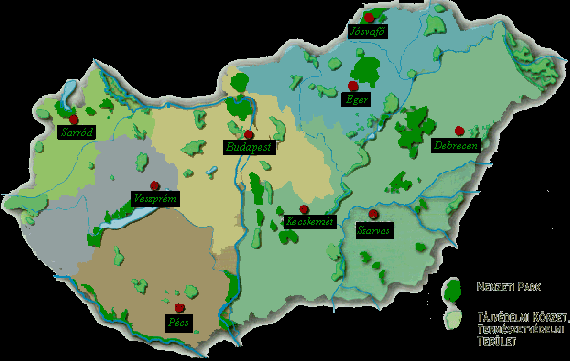 Jósvafő
Eger
Sarród
Debrecen
Budapest
Veszprém
Kecskemét
Szarvas
Pécs
Nemzeti Park
Tájvédelmi Körzet,
Természetvédelmi
Terület